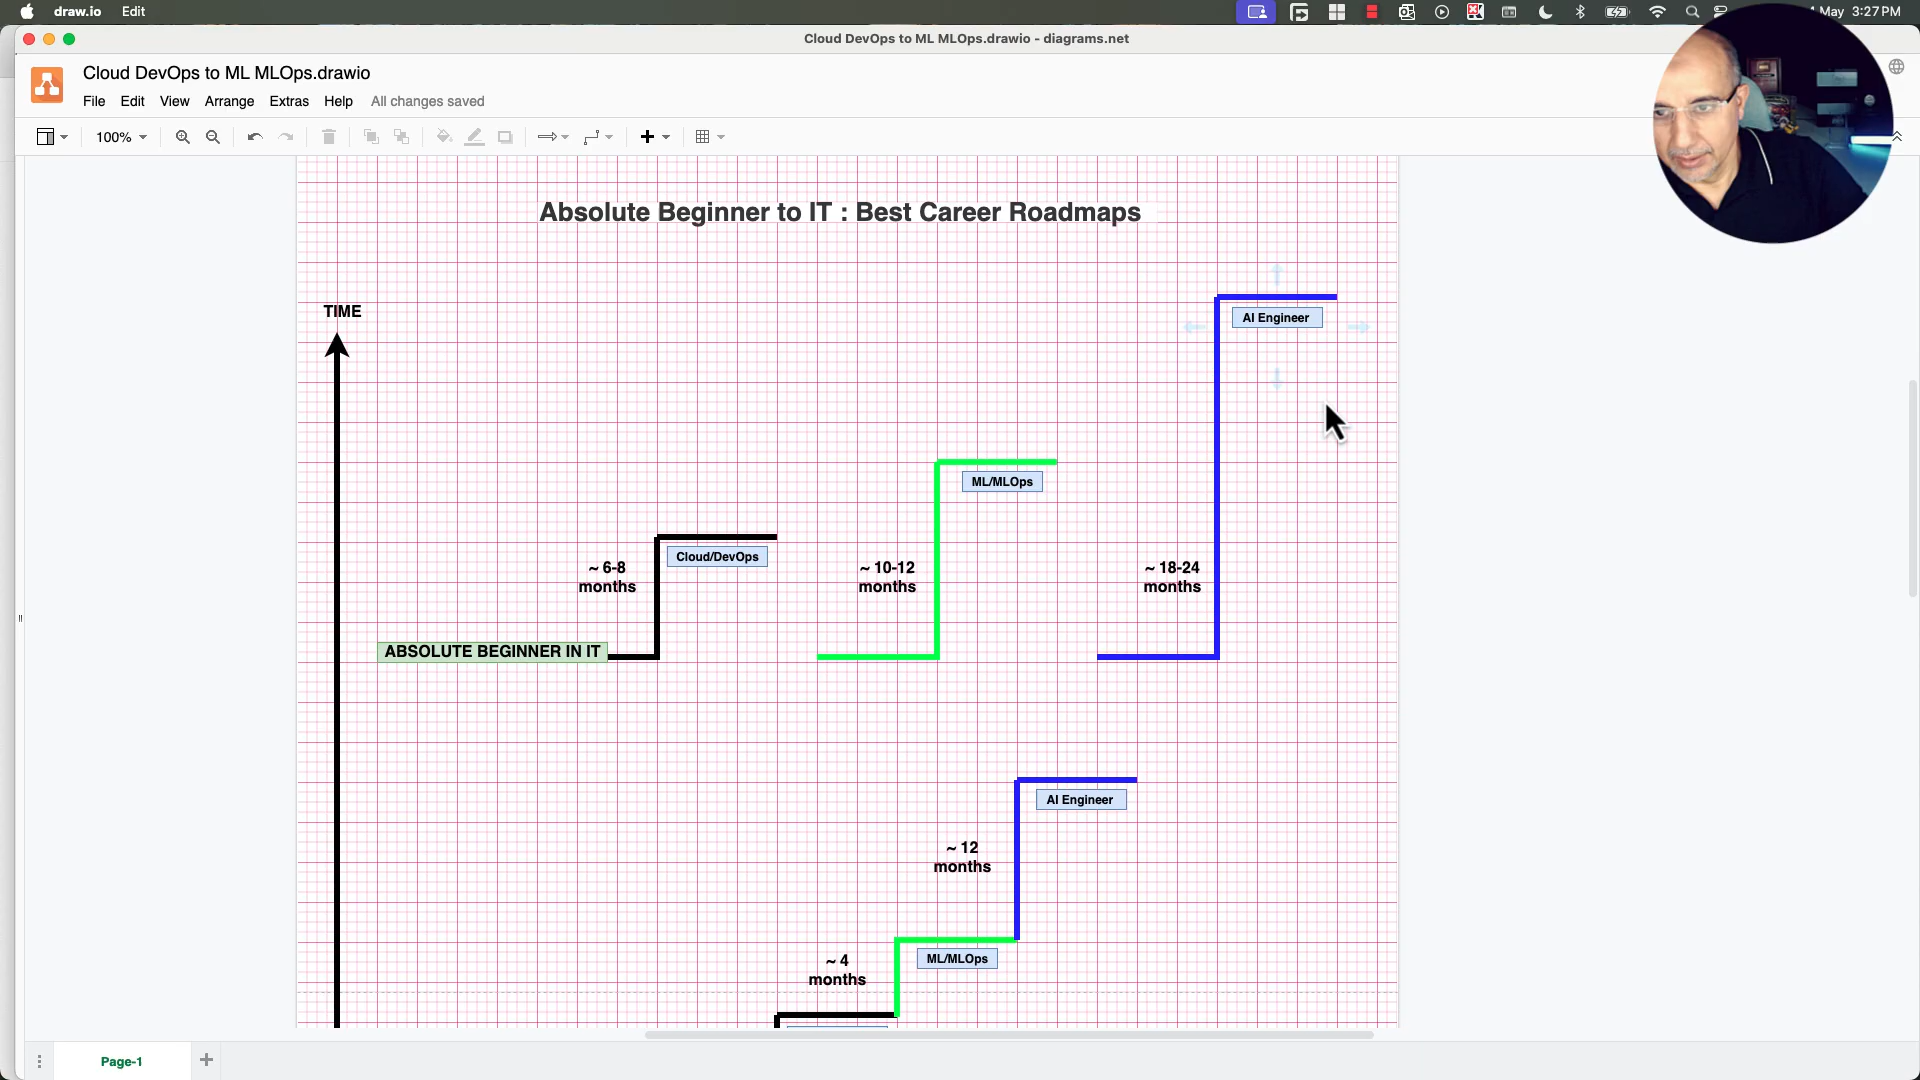 draw.io Edit
May 3:27 PM
Cloud DevOps to ML MLOps.drawio - diagrams.net
Cloud DevOps to ML MLOps.drawio
File Edit View Arrange Extras Help All changes saved
100%
Absolute Beginner to IT : Best Career Roadmaps
TIME
AI Engineer
ML/MLOps
Cloud/DevOps
~ 6-8
months
~ 10-12
months
~ 18-24
months
ABSOLUTE BEGINNER IN IT
AI Engineer
~ 12
months
ML/MLOps
~ 4
months
Page-1